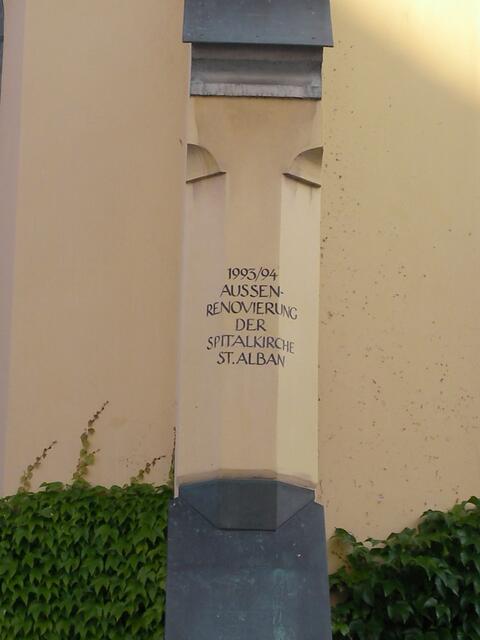 1993/94
AUSSEN-
RENOVIERUNG
DER
SPITALKIRCHE
ST. ALBAN